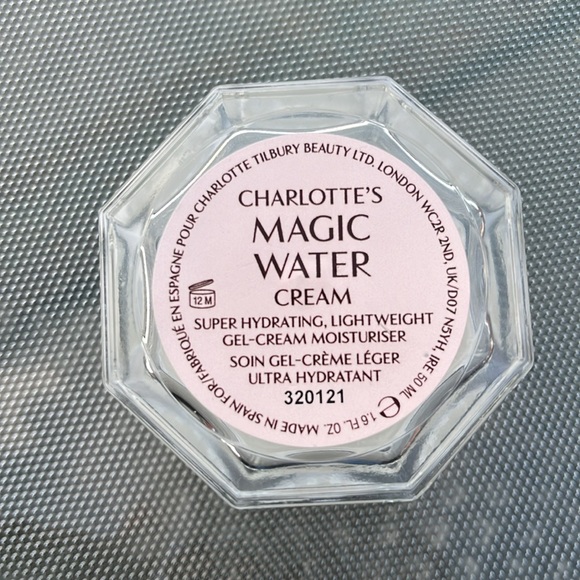 CHARLOTTE'S
MAGIC
WATER
CREAM
SUPER HYDRATING, LIGHTWEIGHT
GEL-CREAM MOISTURISER
SOIN GEL-CRÈME LÉGER
ULTRA HYDRATANT
320121
12 M
MADE IN SPAIN FOR/FABRIQUÉ EN ESPAGNE POUR CHARLOTTE TILBURY BEAUTY LTD. LONDON WC2R 2ND, UK/D07 N5YH, IRE 50 ML ℮ 1.6 FL. OZ.